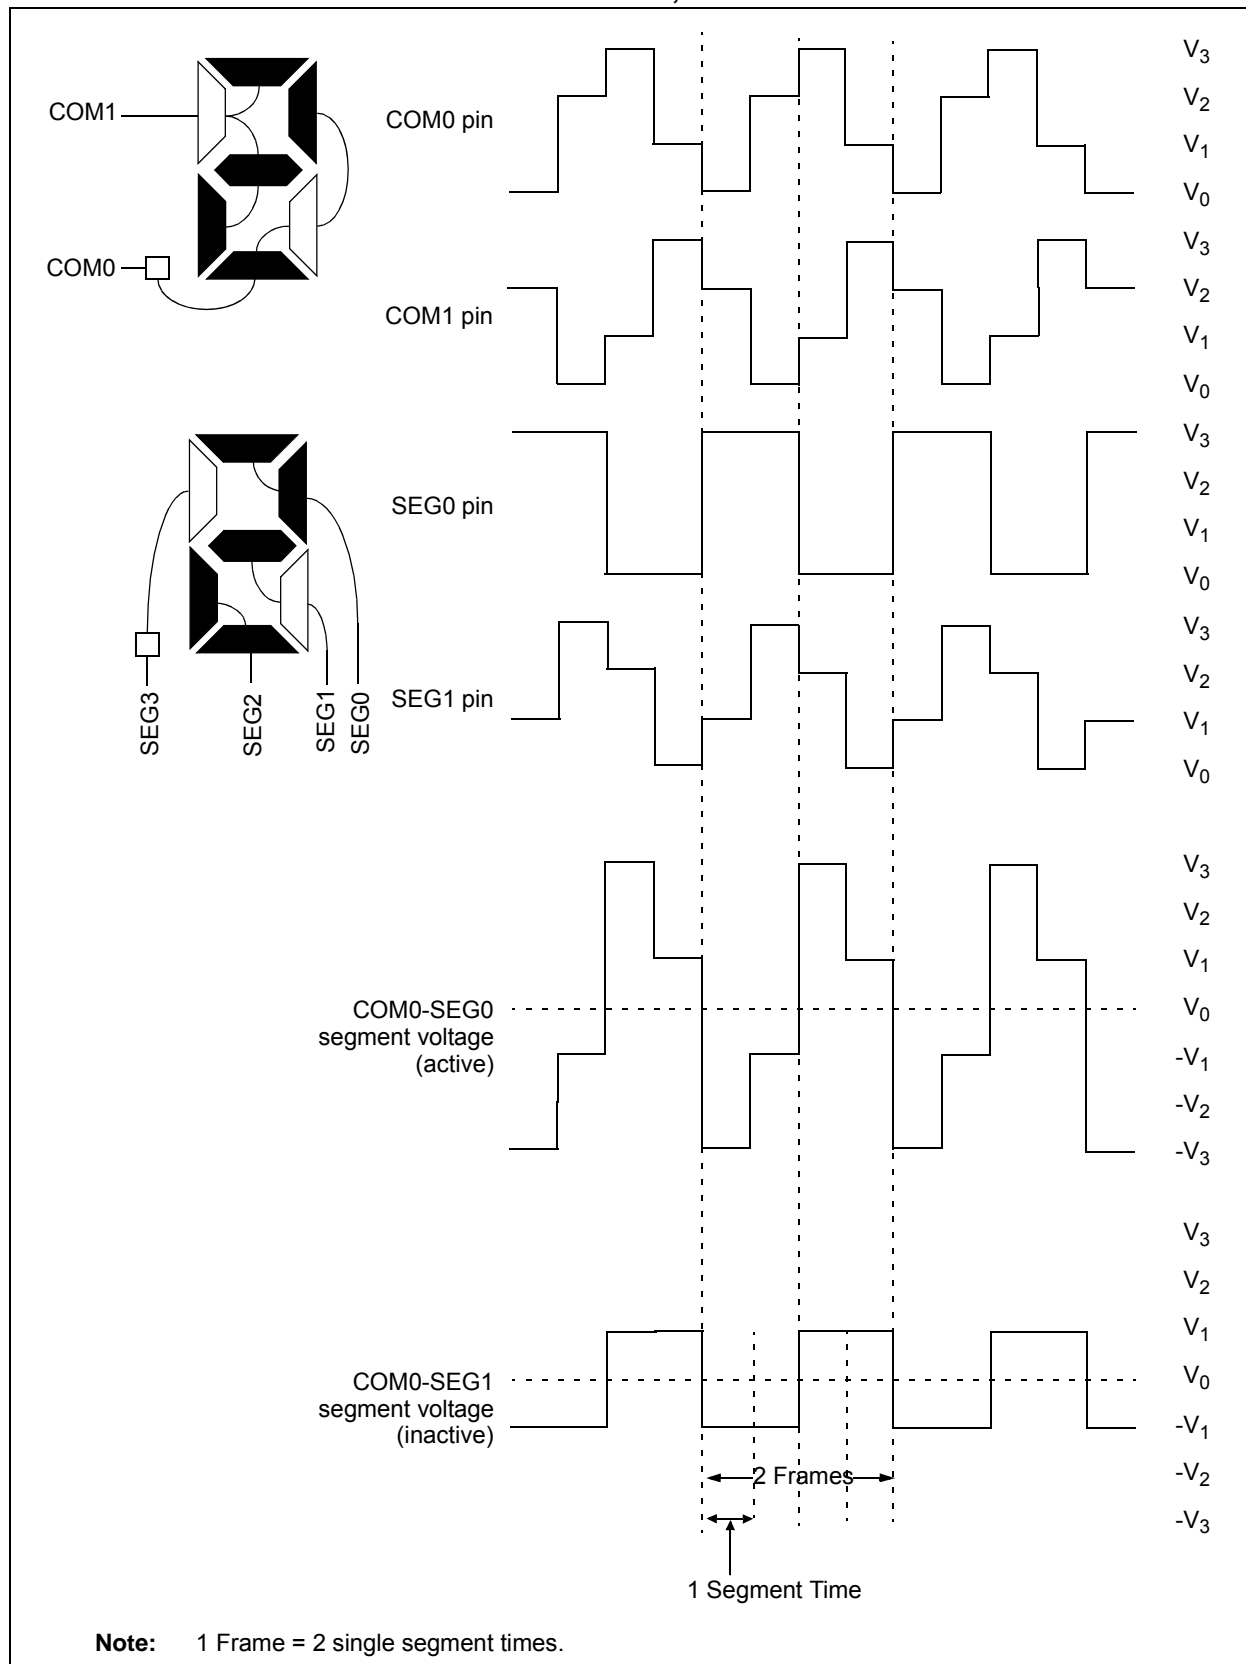 COM1
COM0
COM0 pin
V3
V2
V1
V0
COM1 pin
V3
V2
V1
V0
SEG0 pin
V3
V2
V1
V0
SEG1 pin
V3
V2
V1
V0
SEG3
SEG2
SEG1
SEG0
COM0-SEG0
segment voltage
(active)
V3
V2
V1
V0
-V1
-V2
-V3
COM0-SEG1
segment voltage
(inactive)
V3
V2
V1
V0
-V1
-V2
-V3
2 Frames
1 Segment Time
Note: 1 Frame = 2 single segment times.